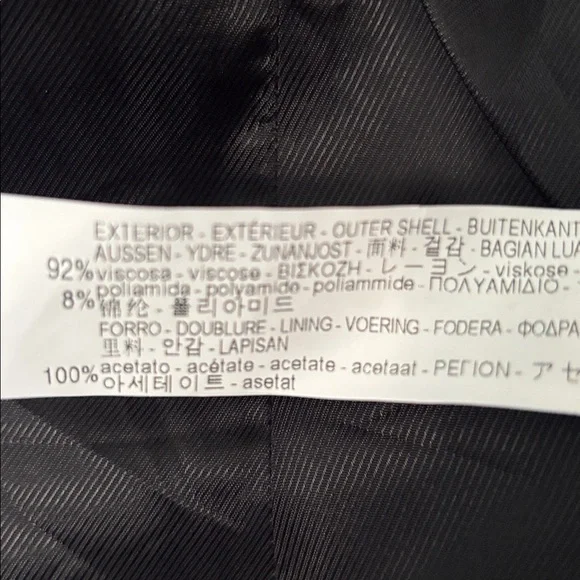 EXTERIOR - EXTÉRIEUR - OUTER SHELL - BUITENKANT
AUSSEN - YDRE - ZUNANJOST - 面料 - 겉감 - BAGIAN LUA
92% viscosa - viscose - ΒΙΣΚΟΖΗ - レーヨン - viskose
8% poliamida - polyamide - poliammide - ΠΟΛΥΑΜΙΔΙΟ -
锦纶 - 폴리아미드
FORRO - DOUBLURE - LINING - VOERING - FODERA - ΦΟΔΡΑ
里料 - 안감 - LAPISAN
100% acetato - acétate - acetate - acetaat - ΡΕΓΙΟΝ - アセ
아세테이트 - asetat